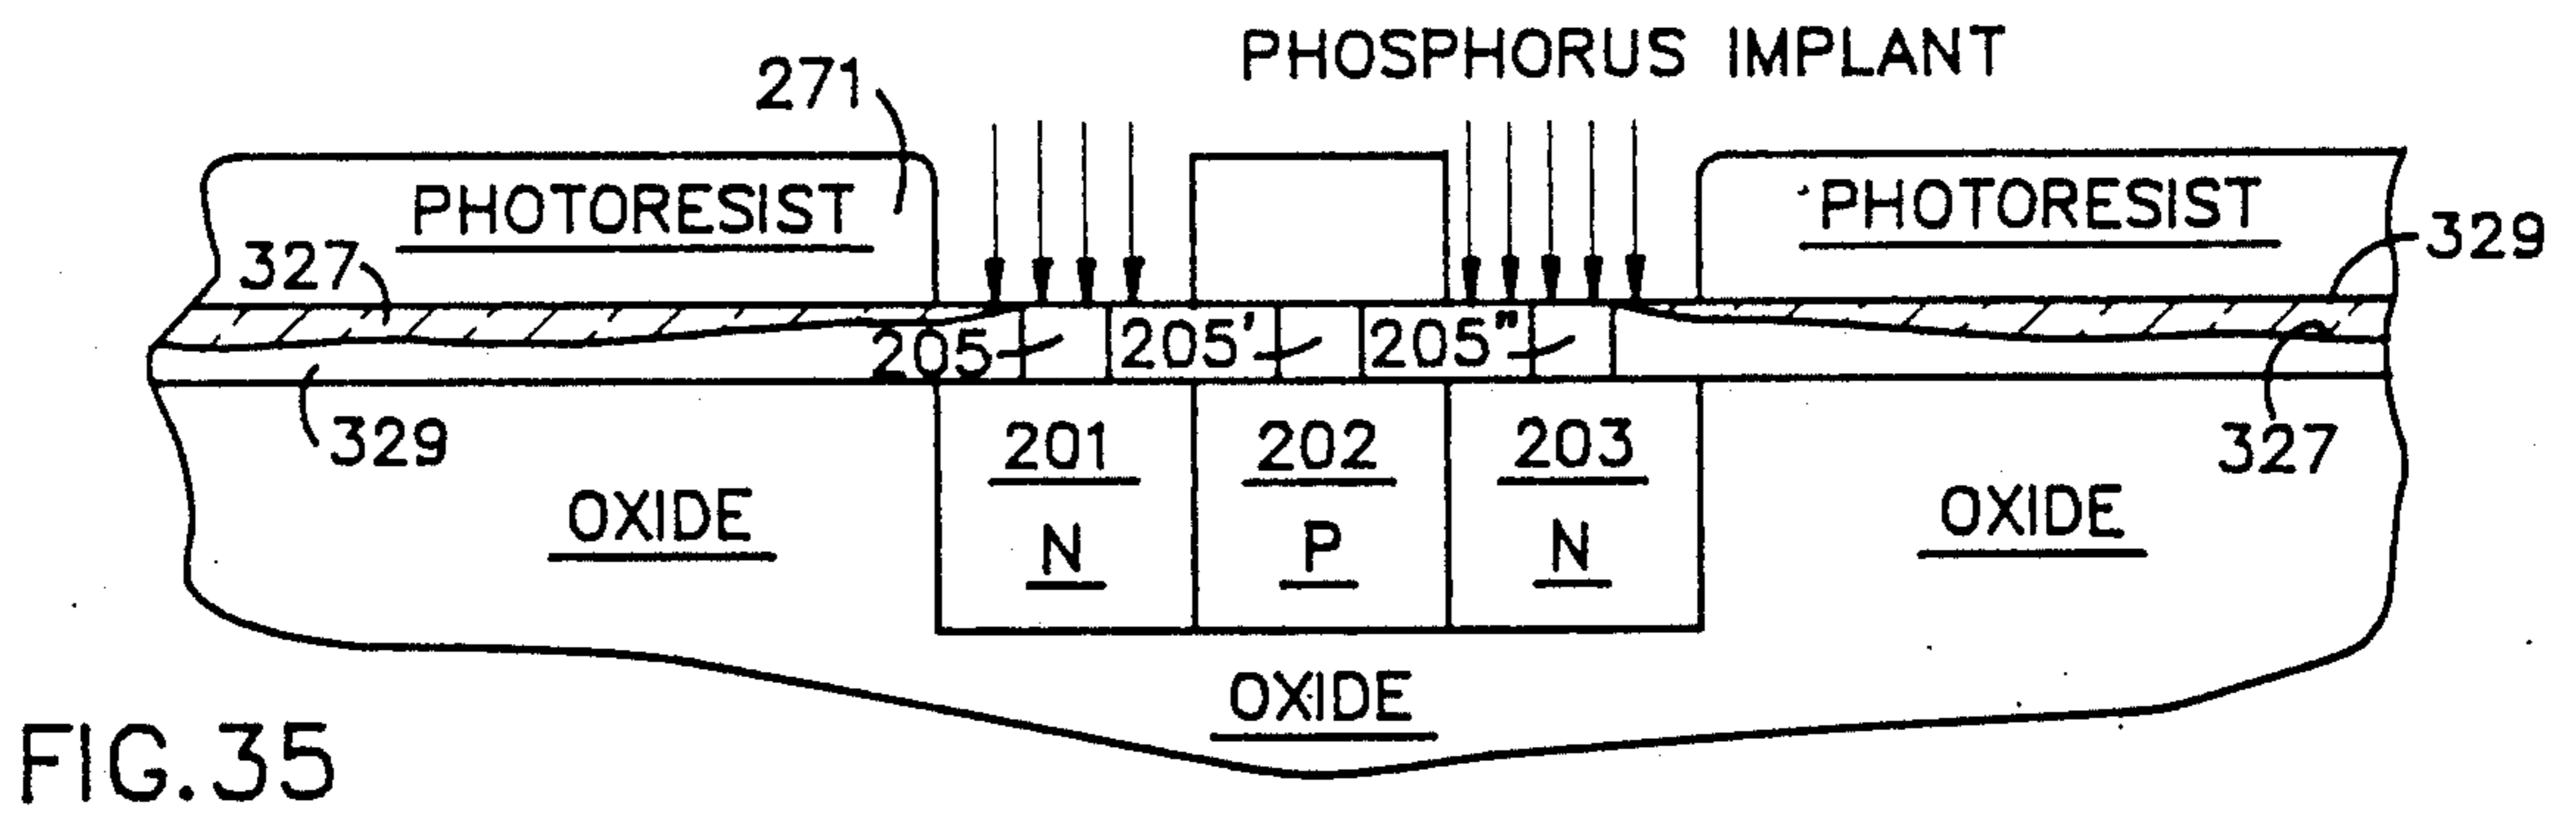 PHOSPHORUS IMPLANT
271
PHOTORESIST
PHOTORESIST
327
329
205
205'
205"
329
201
202
203
327
N
P
N
OXIDE
OXIDE
OXIDE
FIG.35